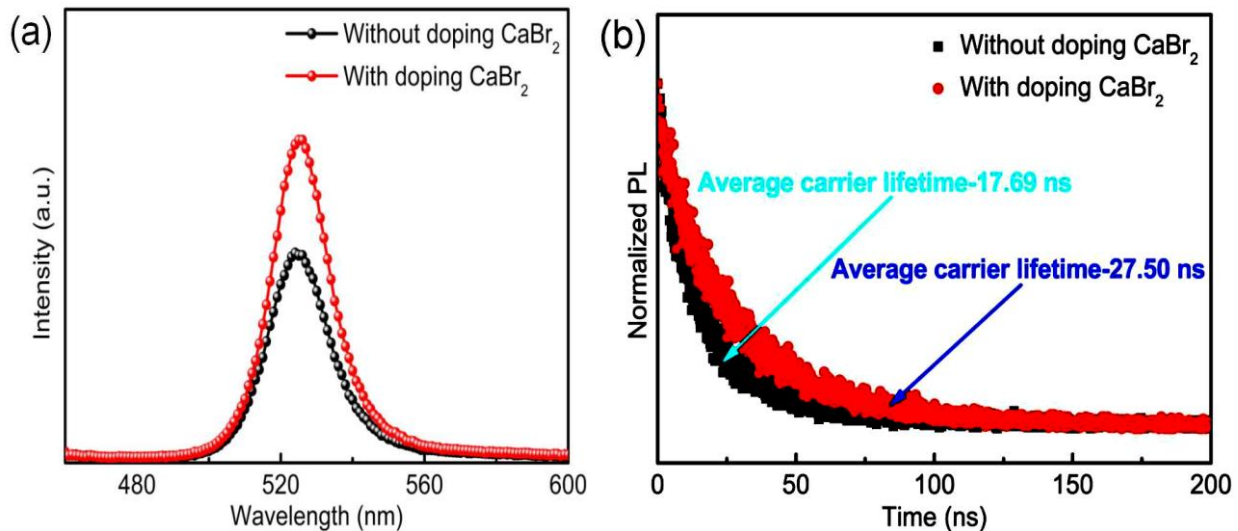 (a)
Without doping CaBr₂
With doping CaBr₂
Intensity (a.u.)
480
520
560
600
Wavelength (nm)
(b)
Without doping CaBr₂
With doping CaBr₂
Average carrier lifetime-17.69 ns
Average carrier lifetime-27.50 ns
Normalized PL
0
50
100
150
200
Time (ns)